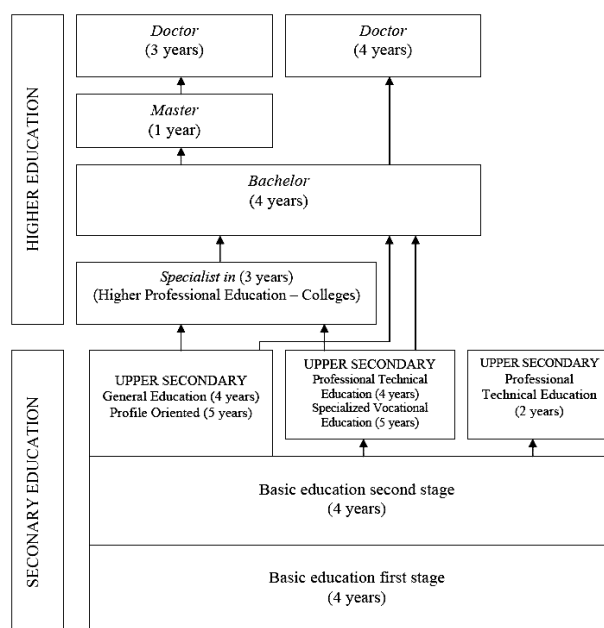 HIGHER EDUCATION
Doctor
(3 years)
Doctor
(4 years)
Master
(1 year)
Bachelor
(4 years)
Specialist in (3 years)
(Higher Professional Education – Colleges)
SECONARY EDUCATION
UPPER SECONDARY
General Education (4 years)
Profile Oriented (5 years)
UPPER SECONDARY
Professional Technical
Education (4 years)
Specialized Vocational
Education (5 years)
UPPER SECONDARY
Professional
Technical Education
(2 years)
Basic education second stage
(4 years)
Basic education first stage
(4 years)